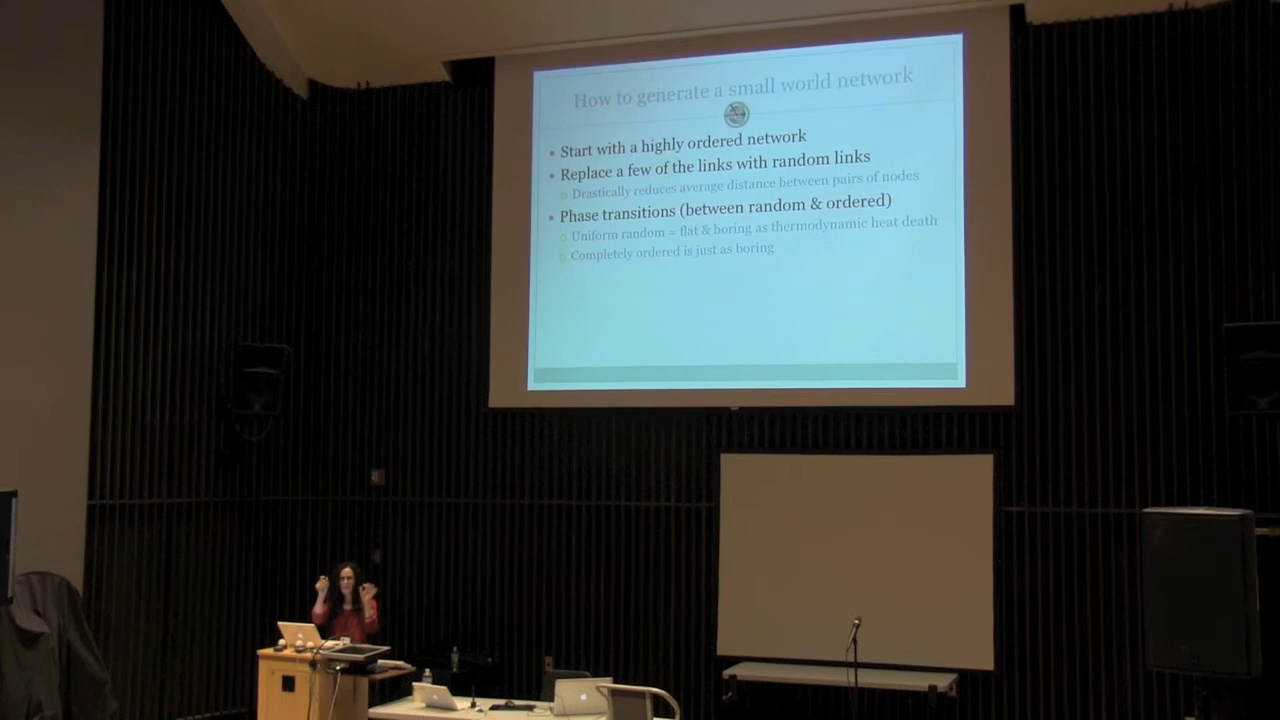 How to generate a small world network
Start with a highly ordered network
Replace a few of the links with random links
Drastically reduces average distance between pairs of nodes
Phase transitions (between random & ordered)
Uniform random = flat & boring as thermodynamic heat death
Completely ordered is just as boring